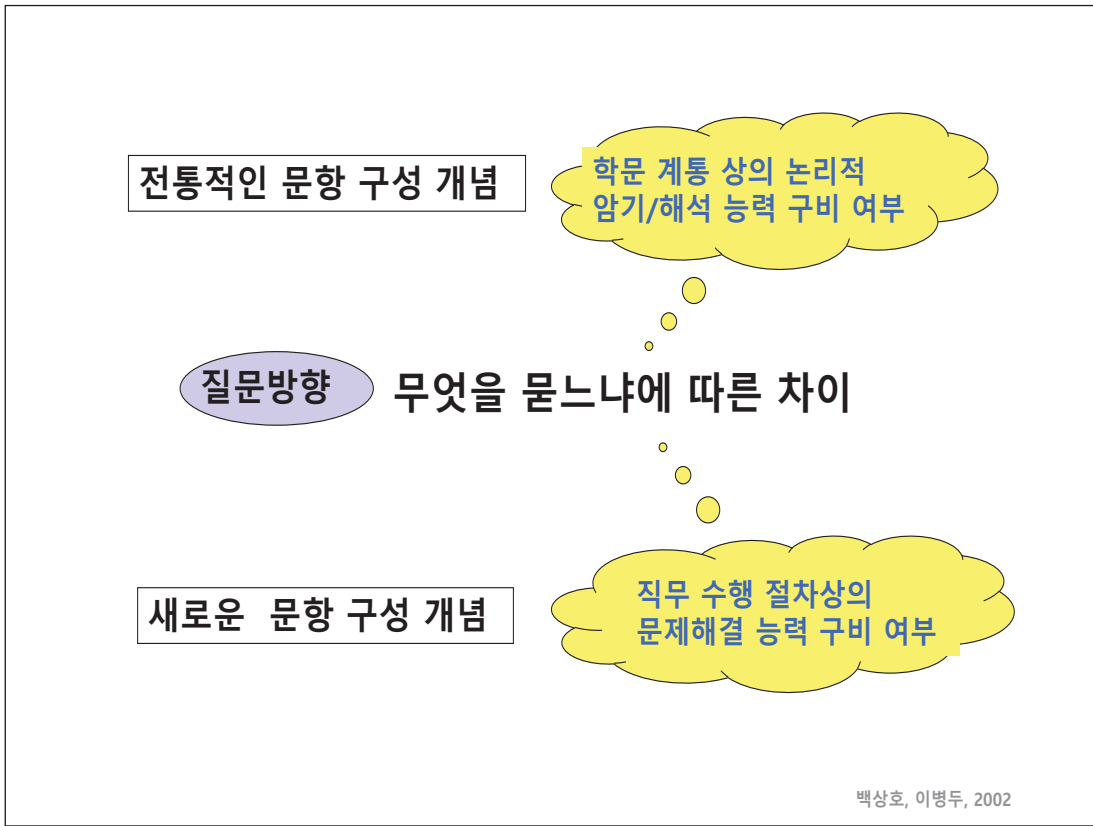 전통적인 문항 구성 개념
학문 계통 상의 논리적
암기/해석 능력 구비 여부
질문방향
무엇을 묻느냐에 따른 차이
새로운 문항 구성 개념
직무 수행 절차상의
문제해결 능력 구비 여부
백상호, 이병두, 2002